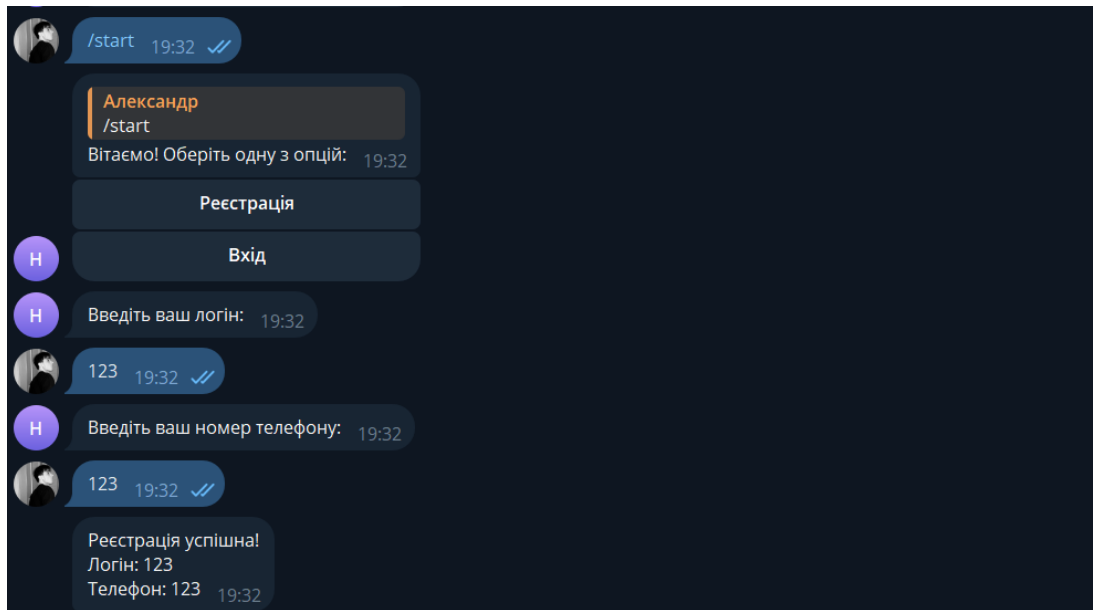 /start 19:32
Александр
/start
Вітаємо! Оберіть одну з опцій: 19:32
Реєстрація
Вхід
Н
Н
Введіть ваш логін: 19:32
123 19:32
Н
Введіть ваш номер телефону: 19:32
123 19:32
Реєстрація успішна!
Логін: 123
Телефон: 123 19:32